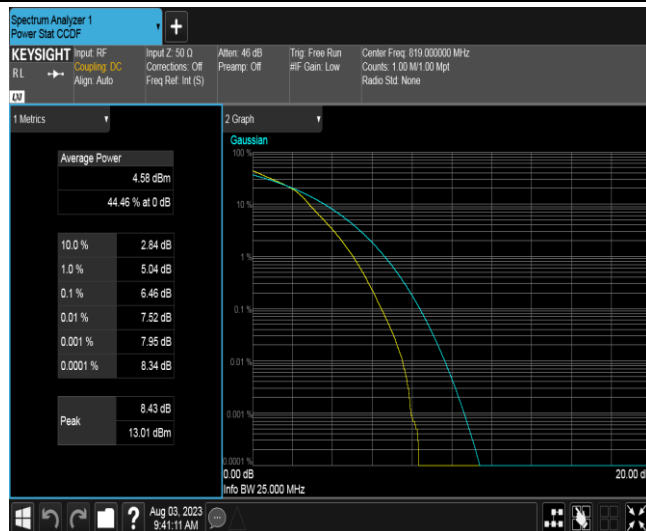 Spectrum Analyzer 1
Power Stat CCDF
+
KEYSIGHT
RL
Input: RF
Coupling: DC
Align: Auto
Input Z: 50 Ω
Corrections: Off
Freq Ref: Int (S)
Atten: 46 dB
Preamp: Off
Trig: Free Run
#IF Gain: Low
Center Freq: 819.000000 MHz
Counts: 1.00 M/1.00 Mpt
Radio Std: None
1 Metrics
Average Power
4.58 dBm
44.46 % at 0 dB
10.0 % 2.84 dB
1.0 % 5.04 dB
0.1 % 6.46 dB
0.01 % 7.52 dB
0.001 % 7.95 dB
0.0001 % 8.34 dB
Peak
8.43 dB
13.01 dBm
2 Graph
Gaussian
100 %
10 %
1 %
0.1 %
0.01 %
0.001 %
0.0001 %
0.00 dB
20.00 d
Info BW 25.000 MHz
?
Aug 03, 2023
9:41:11 AM